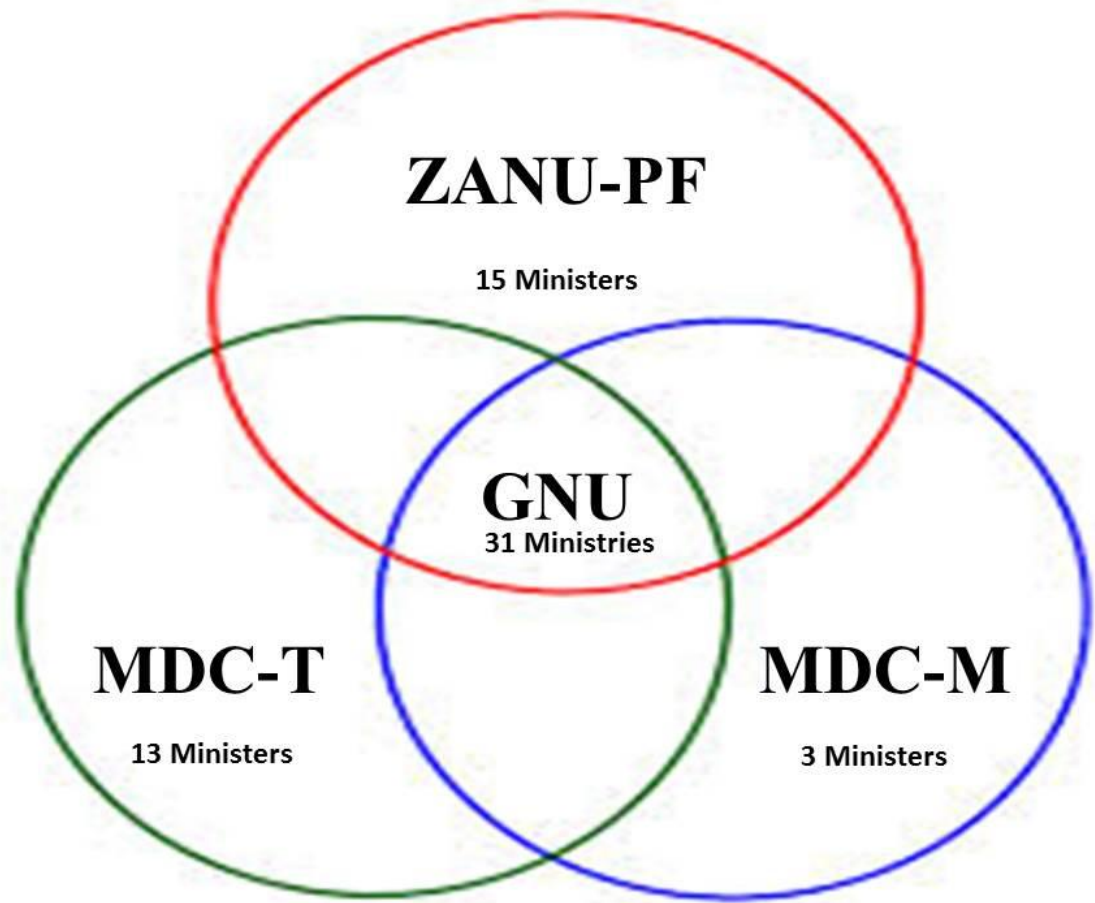 ZANU-PF
15 Ministers
GNU
31 Ministries
MDC-T
13 Ministers
MDC-M
3 Ministers